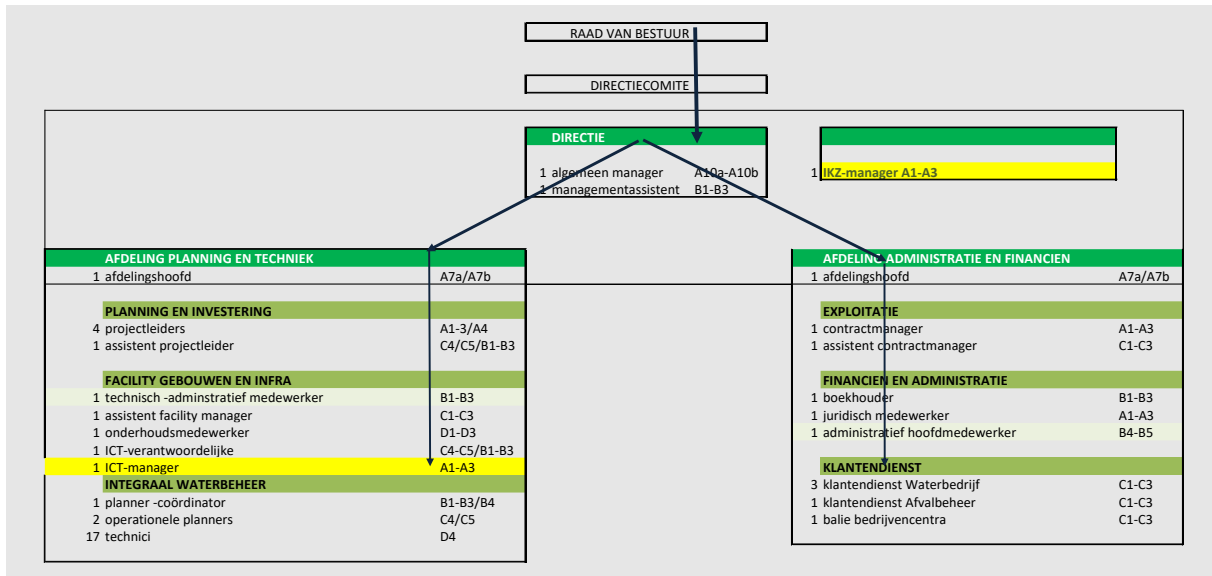 RAAD VAN BESTUUR
DIRECTIECOMITE
DIRECTIE
1 algemeen manager A10a-A10b
1 managementassistent B1-B3
1 IKZ-manager A1-A3
AFDELING PLANNING EN TECHNIEK
1 afdelingshoofd A7a/A7b
PLANNING EN INVESTERING
4 projectleiders A1-3/A4
1 assistent projectleider C4/C5/B1-B3
FACILITY GEBOUWEN EN INFRA
1 technisch -adminstratief medewerker B1-B3
1 assistent facility manager C1-C3
1 onderhoudsmedewerker D1-D3
1 ICT-verantwoordelijke C4-C5/B1-B3
1 ICT-manager A1-A3
INTEGRAAL WATERBEHEER
1 planner -coördinator B1-B3/B4
2 operationele planners C4/C5
17 technici D4
AFDELING ADMINISTRATIE EN FINANCIEN
1 afdelingshoofd A7a/A7b
EXPLOITATIE
1 contractmanager A1-A3
1 assistent contractmanager C1-C3
FINANCIEN EN ADMINISTRATIE
1 boekhouder B1-B3
1 juridisch medewerker A1-A3
1 administratief hoofdmedewerker B4-B5
KLANTENDIENST
3 klantendienst Waterbedrijf C1-C3
1 klantendienst Afvalbeheer C1-C3
1 balie bedrijvencentra C1-C3